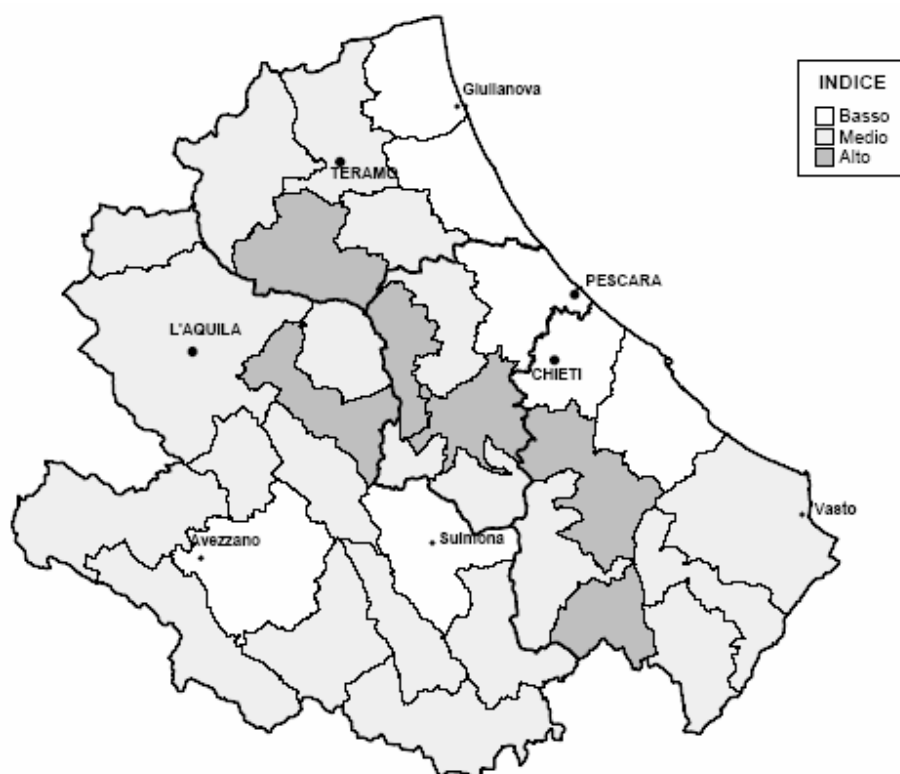 Giulianova
INDICE
Basso
Medio
Alto
TERAMO
PESCARA
L'AQUILA
CHIETI
Vasto
Avezzano
Sulmona